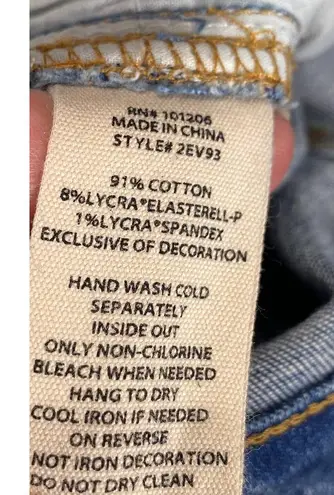 RN# 101206
MADE IN CHINA
STYLE# 2EV93
91% COTTON
8%LYCRA®ELASTERELL-P
1%LYCRA®SPANDEX
EXCLUSIVE OF DECORATION
HAND WASH COLD
SEPARATELY
INSIDE OUT
ONLY NON-CHLORINE
BLEACH WHEN NEEDED
HANG TO DRY
COOL IRON IF NEEDED
ON REVERSE
NOT IRON DECORATION
DO NOT DRY CLEAN